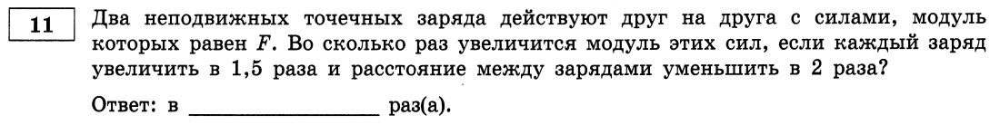 11 Два неподвижных точечных заряда действуют друг на друга с силами, модуль
которых равен F. Во сколько раз увеличится модуль этих сил, если каждый заряд
увеличить в 1,5 раза и расстояние между зарядами уменьшить в 2 раза?
Ответ: в ____________________ раз(а).